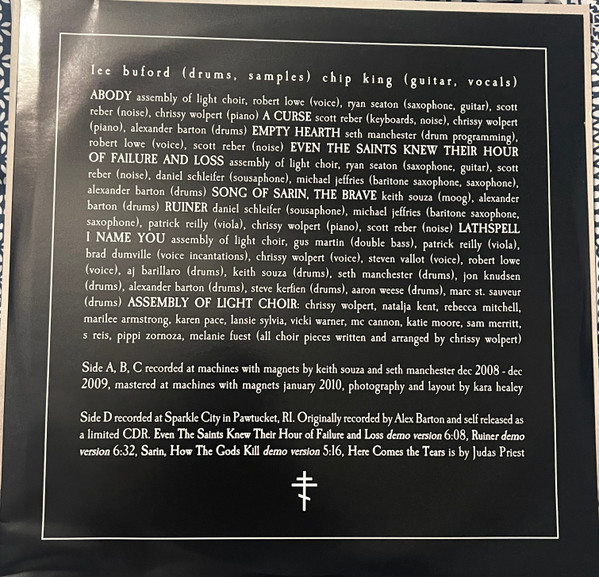 lee buford (drums, samples) chip king (guitar, vocals)
ABODY assembly of light choir, robert lowe (voice), ryan seaton (saxophone, guitar), scott
reber (noise), chrissy wolpert (piano) A CURSE scott reber (keyboards, noise), chrissy wolpert
(piano), alexander barton (drums) EMPTY HEARTH seth manchester (drum programming),
robert lowe (voice), scott reber (noise) EVEN THE SAINTS KNEW THEIR HOUR
OF FAILURE AND LOSS assembly of light choir, ryan seaton (saxophone, guitar), scott
reber (noise), daniel schleifer (sousaphone), michael jeffries (baritone saxophone, saxophone),
alexander barton (drums) SONG OF SARIN, THE BRAVE keith souza (moog), alexander
barton (drums) RUINER daniel schleifer (sousaphone), michael jeffries (baritone saxophone,
saxophone), patrick reilly (viola), chrissy wolpert (piano), scott reber (noise) LATHSPELL
I NAME YOU assembly of light choir, gus martin (double bass), patrick reilly (viola),
brad dumville (voice incantations), chrissy wolpert (voice), steven vallot (voice), robert lowe
(voice), aj barillaro (drums), keith souza (drums), seth manchester (drums), jon knudsen
(drums), alexander barton (drums), steve kerfien (drums), aaron weese (drums), marc st. sauveur
(drums) ASSEMBLY OF LIGHT CHOIR: chrissy wolpert, natalja kent, rebecca mitchell,
marilee armstrong, karen pace, lansie sylvia, vicki warner, mc cannon, katie moore, sam merritt,
s reis, pippi zornoza, melanie fuest (all choir pieces written and arranged by chrissy wolpert)
Side A, B, C recorded at machines with magnets by keith souza and seth manchester dec 2008 - dec
2009, mastered at machines with magnets january 2010, photography and layout by kara healey
Side D recorded at Sparkle City in Pawtucket, RI. Originally recorded by Alex Barton and self released as
a limited CDR. Even The Saints Knew Their Hour of Failure and Loss demo version 6:08, Ruiner demo
version 6:32, Sarin, How The Gods Kill demo version 5:16, Here Comes the Tears is by Judas Priest